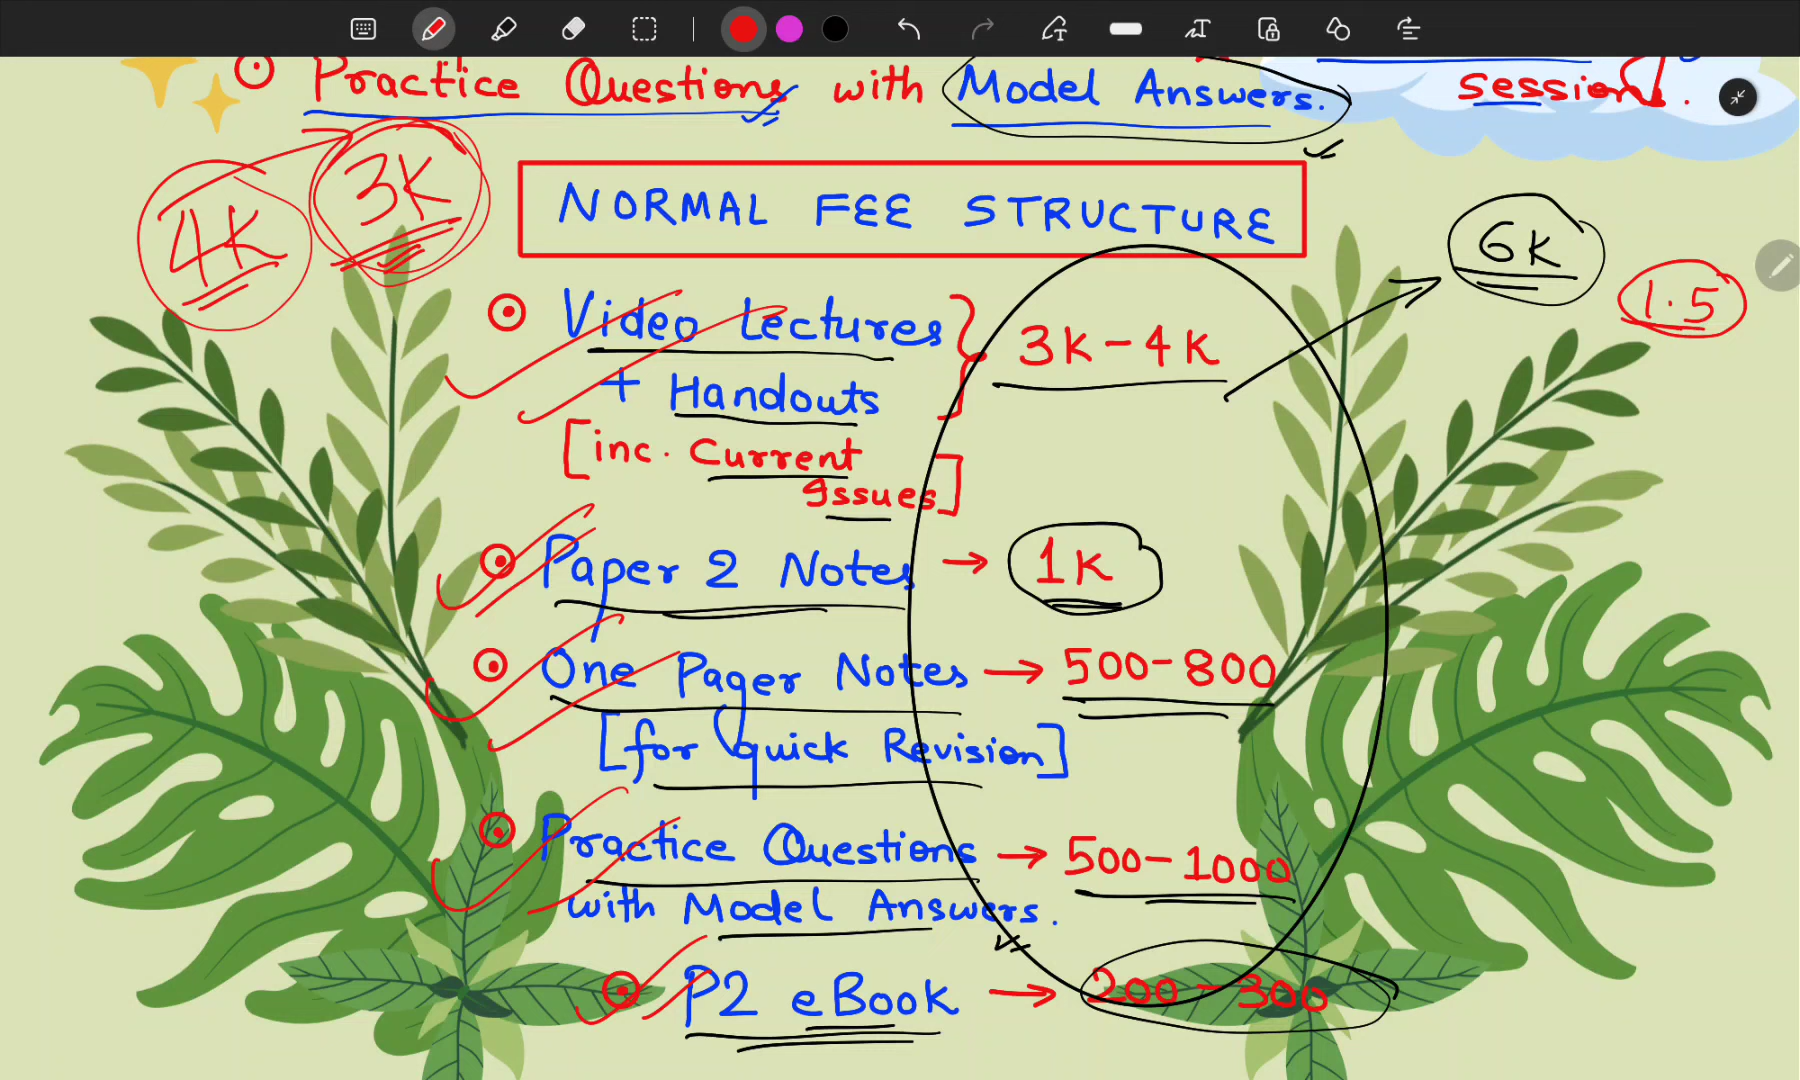 Practice Questions with Model Answers.
session.
4K
3K
NORMAL FEE STRUCTURE
6K
1.5
Video Lectures
+ Handouts
3K-4K
[inc. Current
Issues]
Paper 2 Notes → 1K
One Pager Notes → 500-800
[for quick Revision]
Practice Questions → 500-1000
with Model Answers.
P2 eBook → 200-300